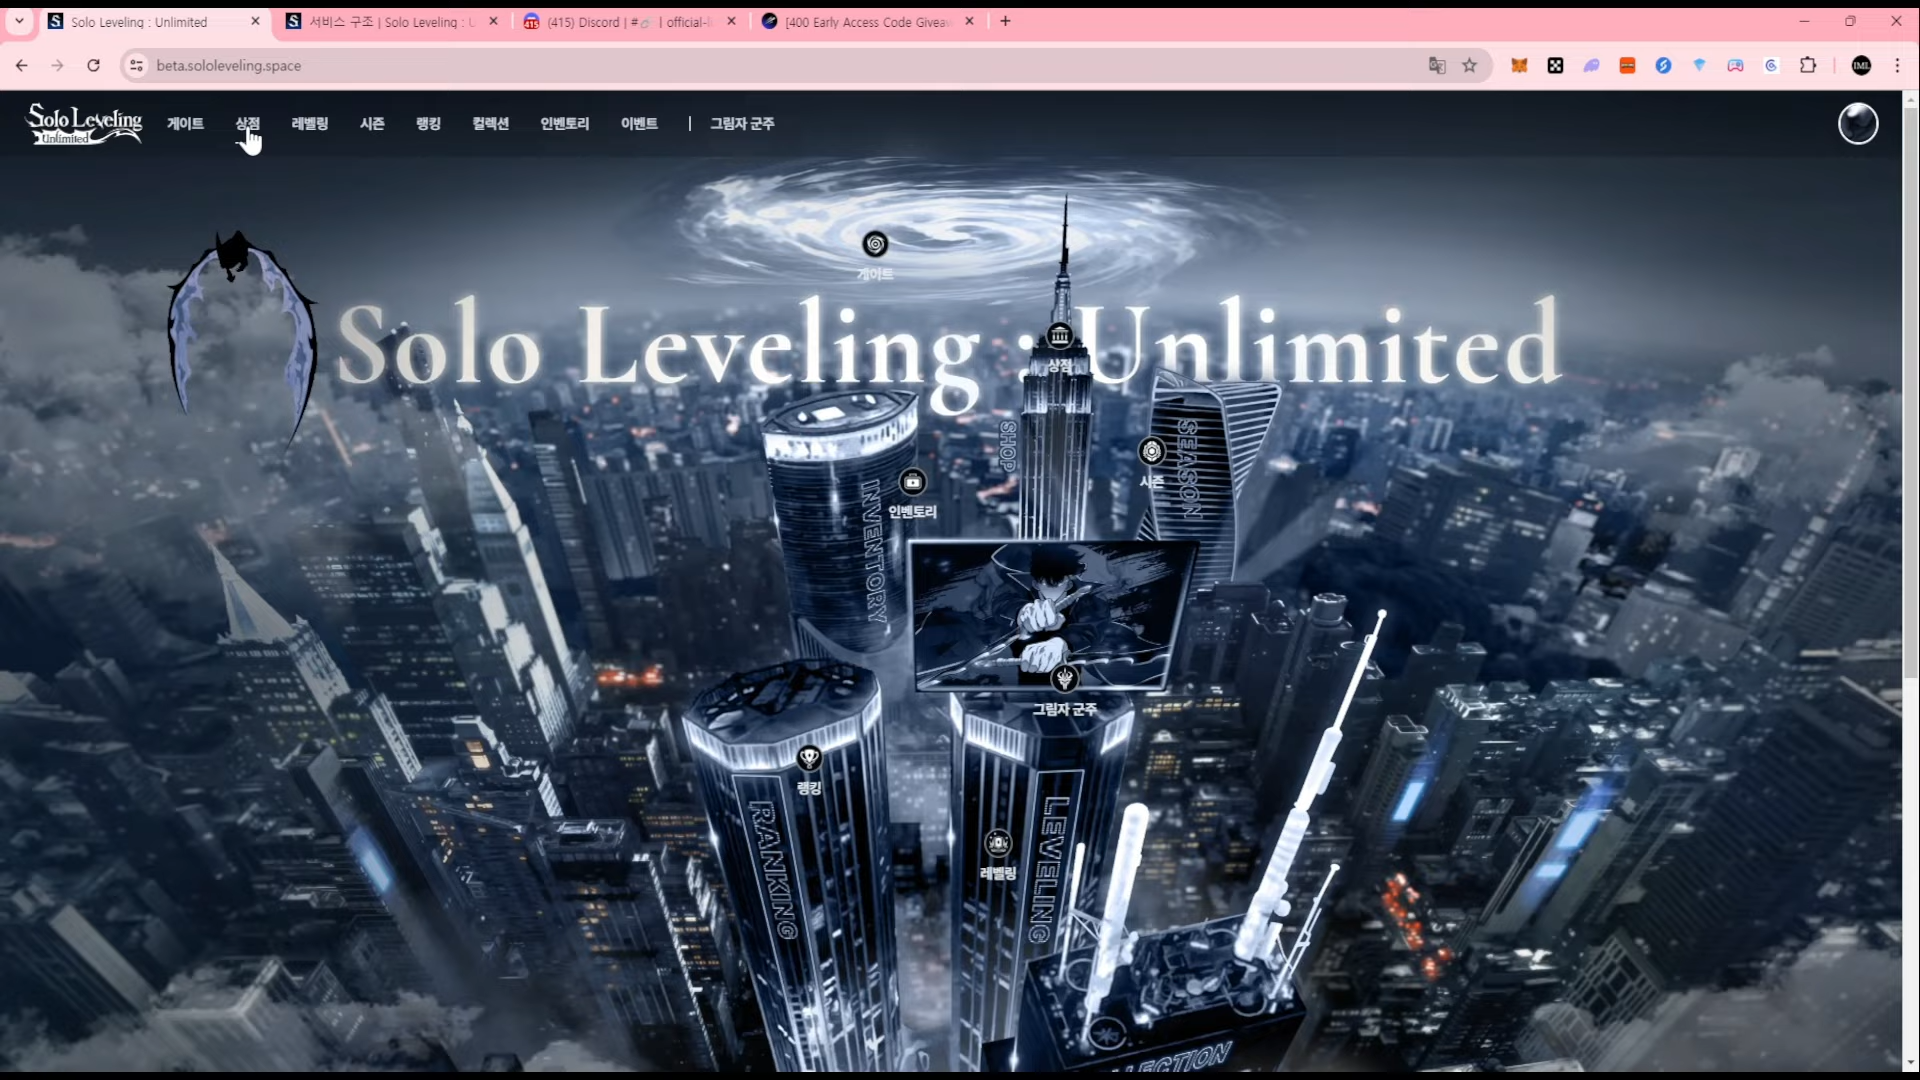 Solo Leveling : Unlimited
서비스 구조 | Solo Leveling : U
(415) Discord | # | official-l
[400 Early Access Code Giveaw
beta.sololeveling.space
Solo Leveling
Unlimited
게이트 상점 레벨링 시즌 랭킹 컬렉션 인벤토리 이벤트 | 그림자 군주
게이트
Solo Leveling : Unlimited
상점
SHOP
SEASON
시즌
인벤토리
INVENTORY
그림자 군주
랭킹
RANKING
레벨링
LEVELING
LECTION